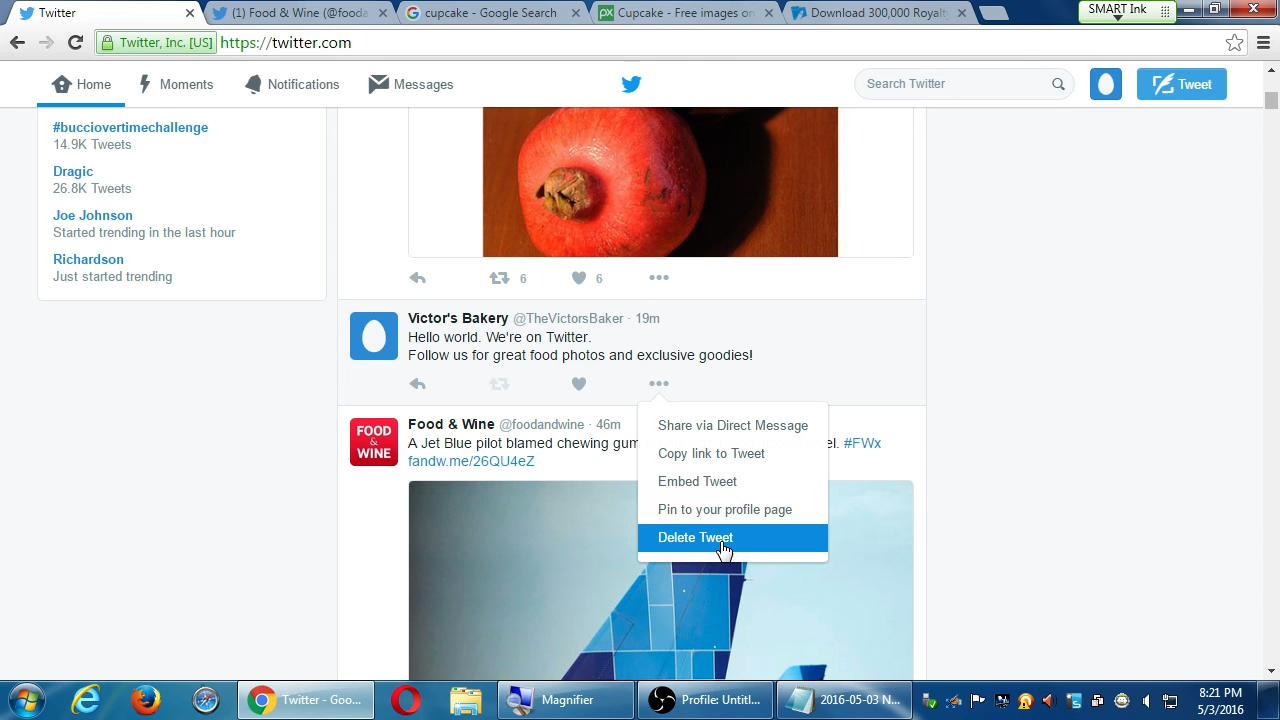 Twitter
(1) Food & Wine (@fooda
cupcake - Google Search
Cupcake - Free images on
Download 300,000 Royalty
SMART Ink
Twitter, Inc. [US]
https://twitter.com
Home
Moments
Notifications
Messages
Search Twitter
Tweet
#bucciovertimechallenge
14.9K Tweets
Dragic
26.8K Tweets
Joe Johnson
Started trending in the last hour
Richardson
Just started trending
6
6
Victor's Bakery @TheVictorsBaker · 19m
Hello world. We're on Twitter.
Follow us for great food photos and exclusive goodies!
FOOD
&
WINE
Food & Wine @foodandwine · 46m
A Jet Blue pilot blamed chewing gum
el. #FWx
fandw.me/26QU4eZ
Share via Direct Message
Copy link to Tweet
Embed Tweet
Pin to your profile page
Delete Tweet
Twitter - Goo...
Magnifier
Profile: Untitl...
2016-05-03 N...
8:21 PM
5/3/2016